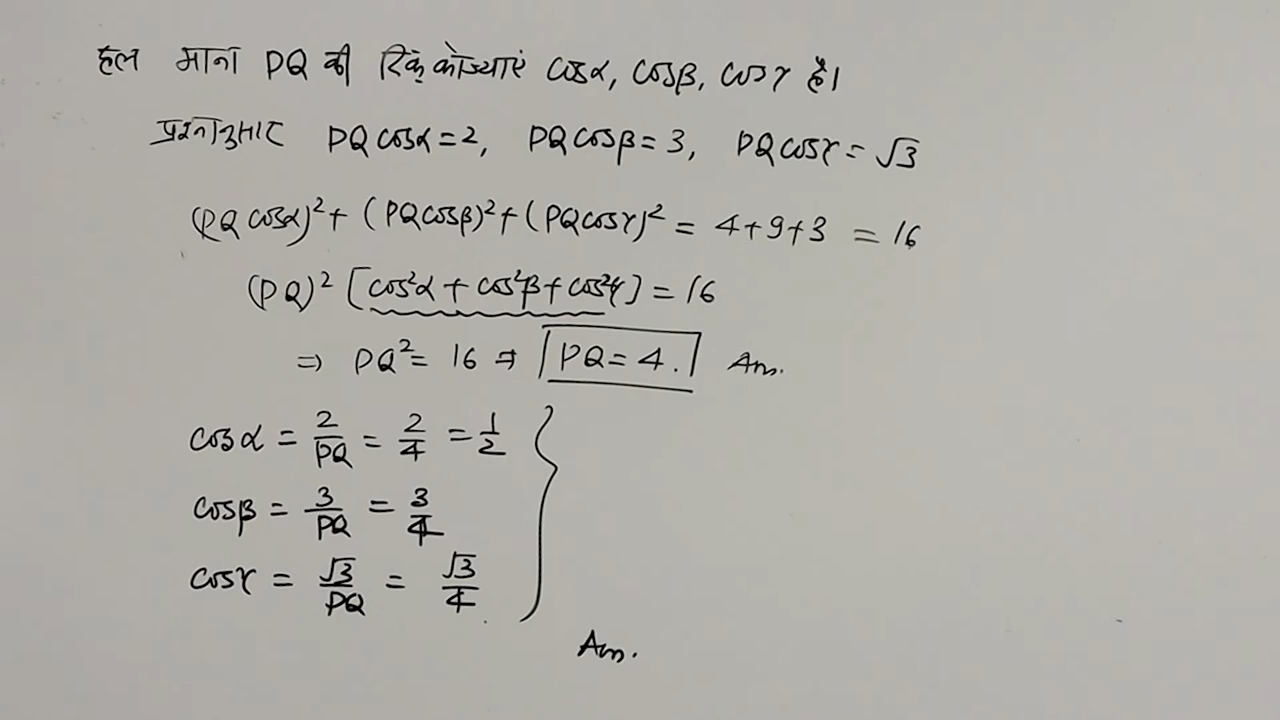 हल माना PQ की दिक् कोज्याएं cosα, cosβ, cosγ है।
प्रश्नानुसार PQ cosα = 2, PQ cosβ = 3, PQ cosγ = √3
(PQ cosα)² + (PQ cosβ)² + (PQ cosγ)² = 4+9+3 = 16
(PQ)² [cos²α + cos²β + cos²γ] = 16
⇒ PQ² = 16 ⇒ PQ = 4. Ans.
cosα = 2/PQ = 2/4 = 1/2
cosβ = 3/PQ = 3/4
cosγ = √3/PQ = √3/4
Ans.